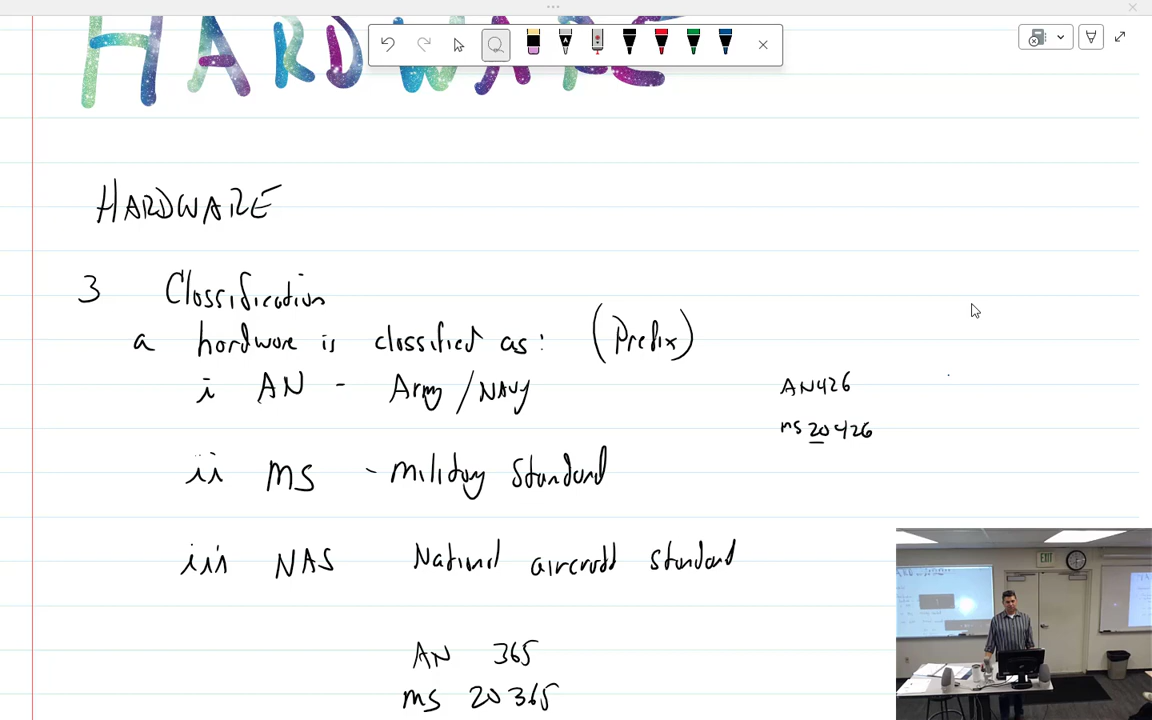 HARDWARE
HARDWARE
3 Classification
a hardware is classified as: (Prefix)
i AN - Army/NAVY
AN426
MS 20426
ii MS - military Standard
iii NAS National aircraft standard
EXIT
AN 365
MS 20365